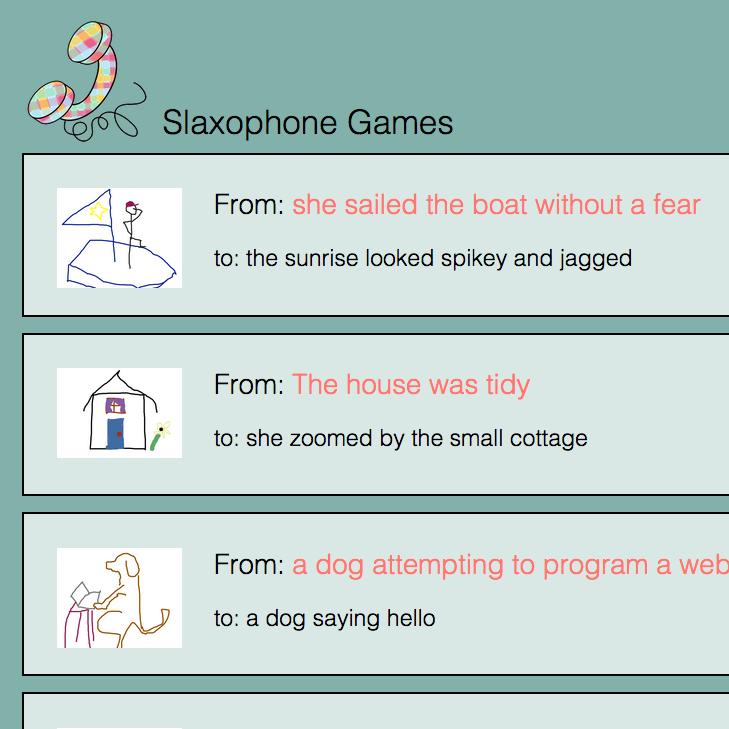 Slaxophone Games
From: she sailed the boat without a fear
to: the sunrise looked spikey and jagged
From: The house was tidy
to: she zoomed by the small cottage
From: a dog attempting to program a web
to: a dog saying hello